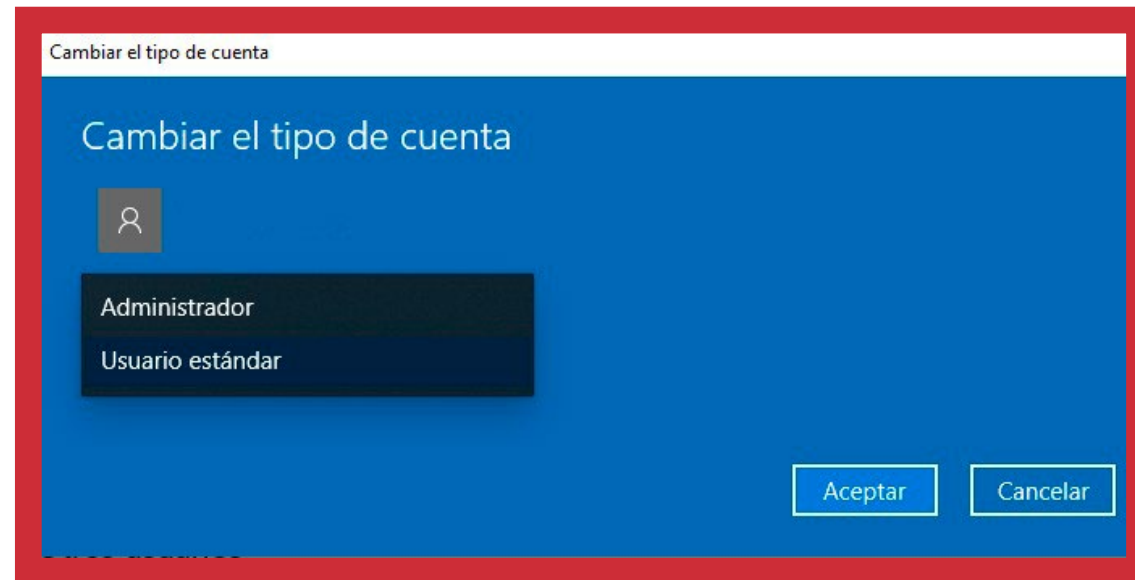 Cambiar el tipo de cuenta
Cambiar el tipo de cuenta
Administrador
Usuario estándar
Aceptar
Cancelar